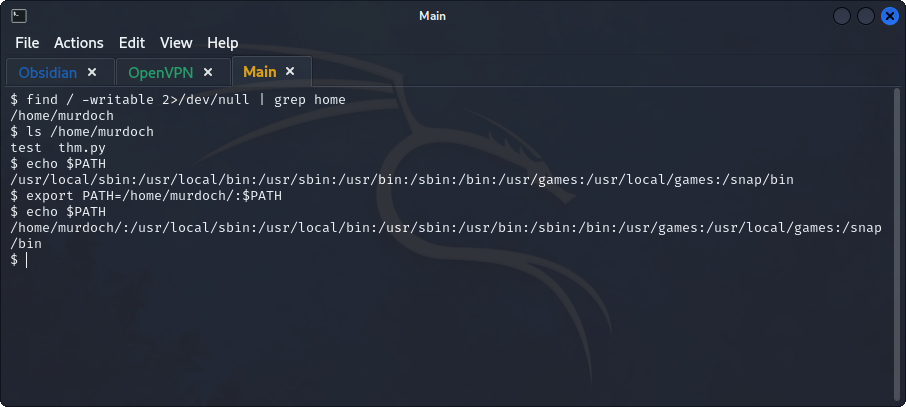 Main
File Actions Edit View Help
Obsidian × OpenVPN × Main ×
$ find / -writable 2>/dev/null | grep home
/home/murdoch
$ ls /home/murdoch
test  thm.py
$ echo $PATH
/usr/local/sbin:/usr/local/bin:/usr/sbin:/usr/bin:/sbin:/bin:/usr/games:/usr/local/games:/snap/bin
$ export PATH=/home/murdoch/:$PATH
$ echo $PATH
/home/murdoch/:/usr/local/sbin:/usr/local/bin:/usr/sbin:/usr/bin:/sbin:/bin:/usr/games:/usr/local/games:/snap
/bin
$